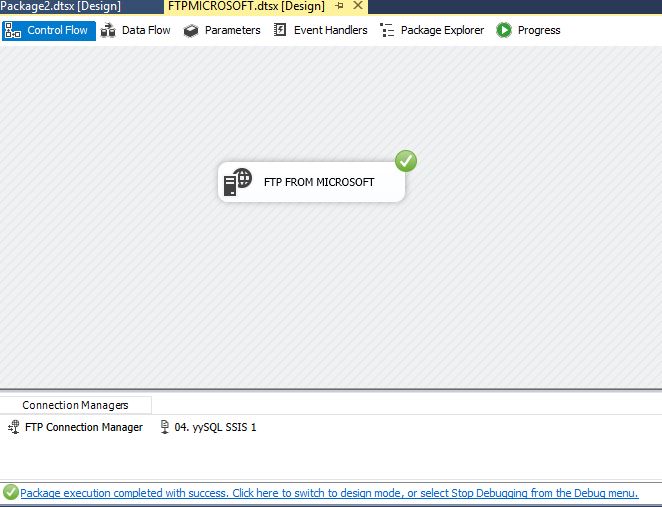 Package2.dtsx [Design] FTPMICROSOFT.dtsx [Design]
Control Flow Data Flow Parameters Event Handlers Package Explorer Progress
FTP FROM MICROSOFT
Connection Managers
FTP Connection Manager 04. yySQL SSIS 1
Package execution completed with success. Click here to switch to design mode, or select Stop Debugging from the Debug menu.